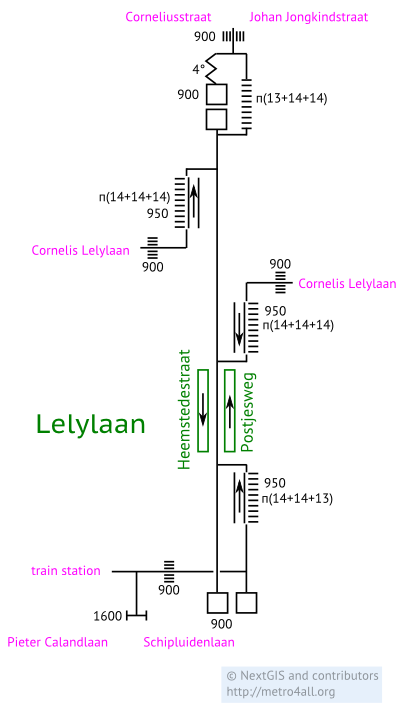 Corneliusstraat
Johan Jongkindstraat
900
4°
900
п(13+14+14)
п(14+14+14)
950
Cornelis Lelylaan
900
900
Cornelis Lelylaan
950
п(14+14+14)
Heemstedestraat
Postjesweg
Lelylaan
950
п(14+14+13)
train station
900
1600
900
Pieter Calandlaan
Schipluidenlaan
© NextGIS and contributors
http://metro4all.org